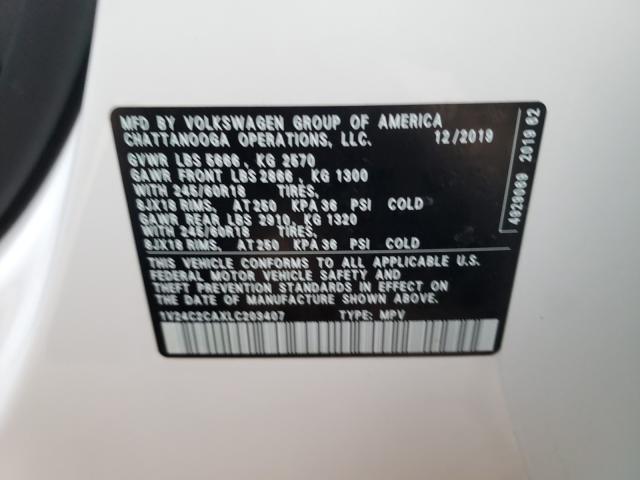 MFD BY VOLKSWAGEN GROUP OF AMERICA
CHATTANOOGA OPERATIONS, LLC. 12/2019
GVWR LBS 5666 , KG 2570
GAWR FRONT LBS 2866 , KG 1300
WITH 245/60R18 TIRES,
8JX18 RIMS, AT 250 KPA 36 PSI COLD
GAWR REAR LBS 2910, KG 1320
WITH 245/60R18 TIRES,
8JX18 RIMS, AT 250 KPA 36 PSI COLD
THIS VEHICLE CONFORMS TO ALL APPLICABLE U.S.
FEDERAL MOTOR VEHICLE SAFETY AND
THEFT PREVENTION STANDARDS IN EFFECT ON
THE DATE OF MANUFACTURE SHOWN ABOVE.
1V24C2CAXLC203407 TYPE: MPV
4929069 2019 62